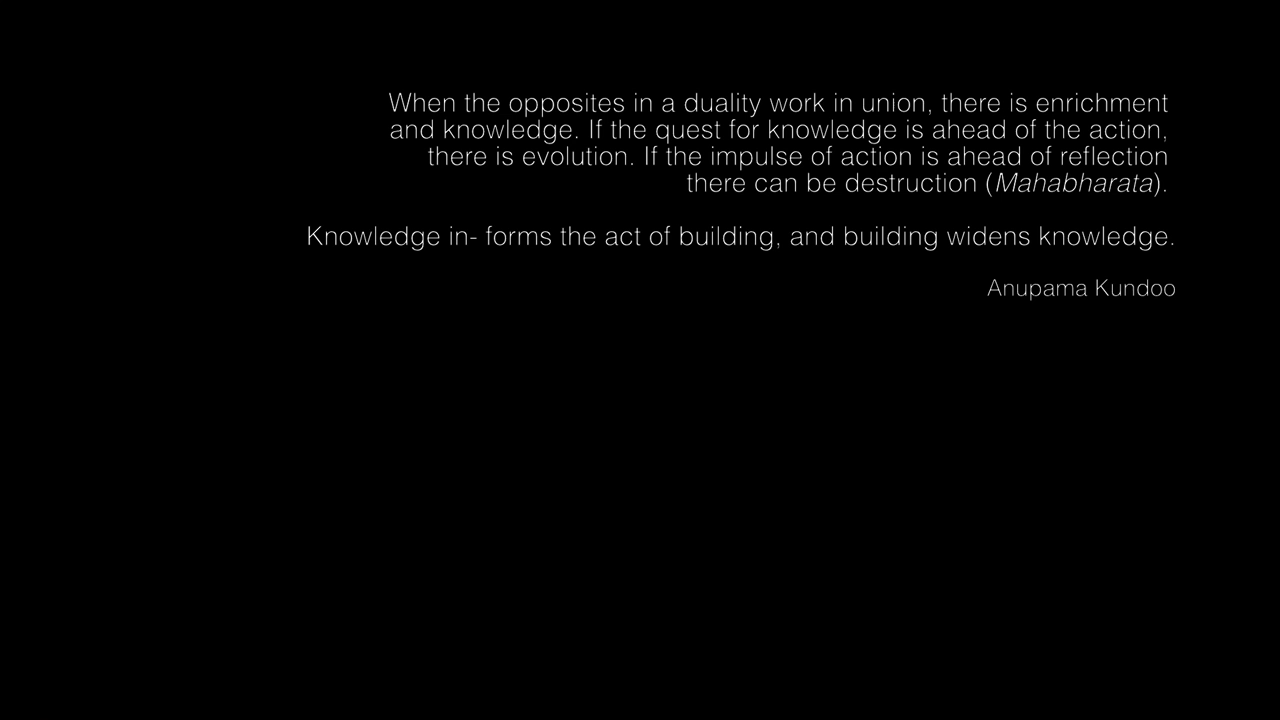 When the opposites in a duality work in union, there is enrichment
and knowledge. If the quest for knowledge is ahead of the action,
there is evolution. If the impulse of action is ahead of reflection
there can be destruction (Mahabharata).
Knowledge in- forms the act of building, and building widens knowledge.
Anupama Kundoo